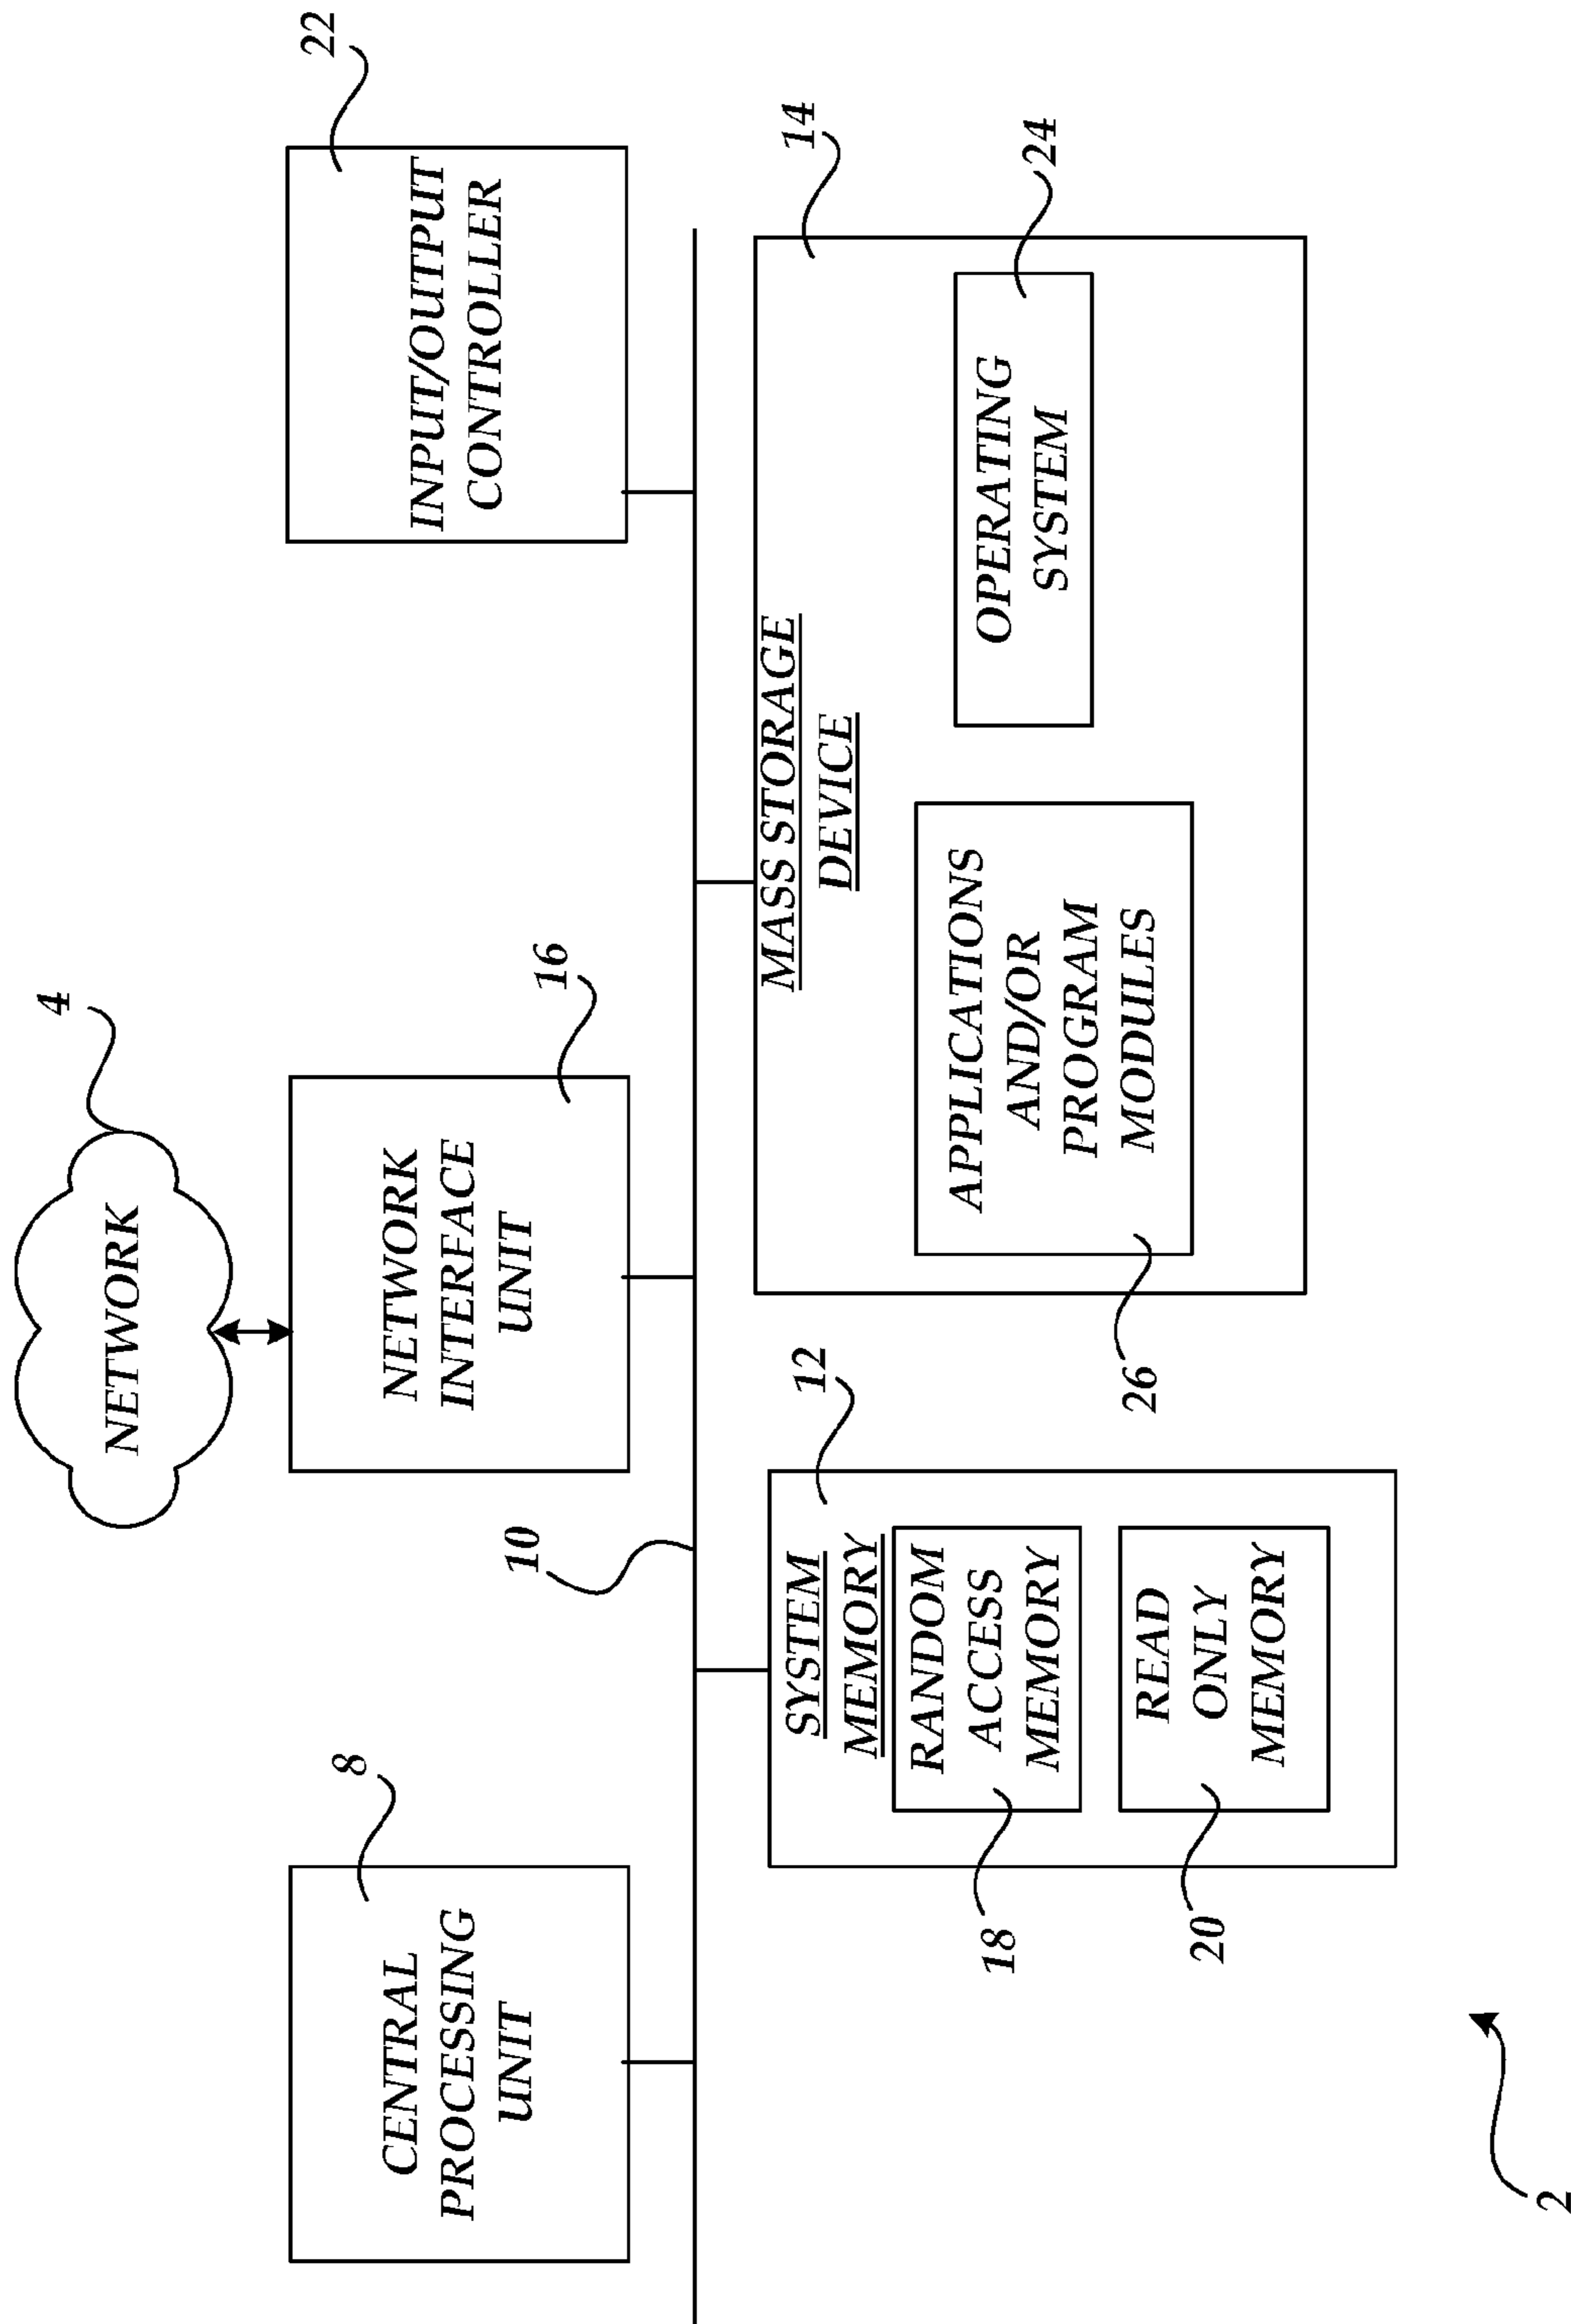 4
NETWORK
8
CENTRAL
PROCESSING
UNIT
NETWORK
INTERFACE
UNIT
16
INPUT/OUTPUT
CONTROLLER
22
10
SYSTEM
MEMORY
12
RANDOM
ACCESS
MEMORY
18
READ
ONLY
MEMORY
20
MASS STORAGE
DEVICE
14
APPLICATIONS
AND/OR
PROGRAM
MODULES
26
OPERATING
SYSTEM
24
2